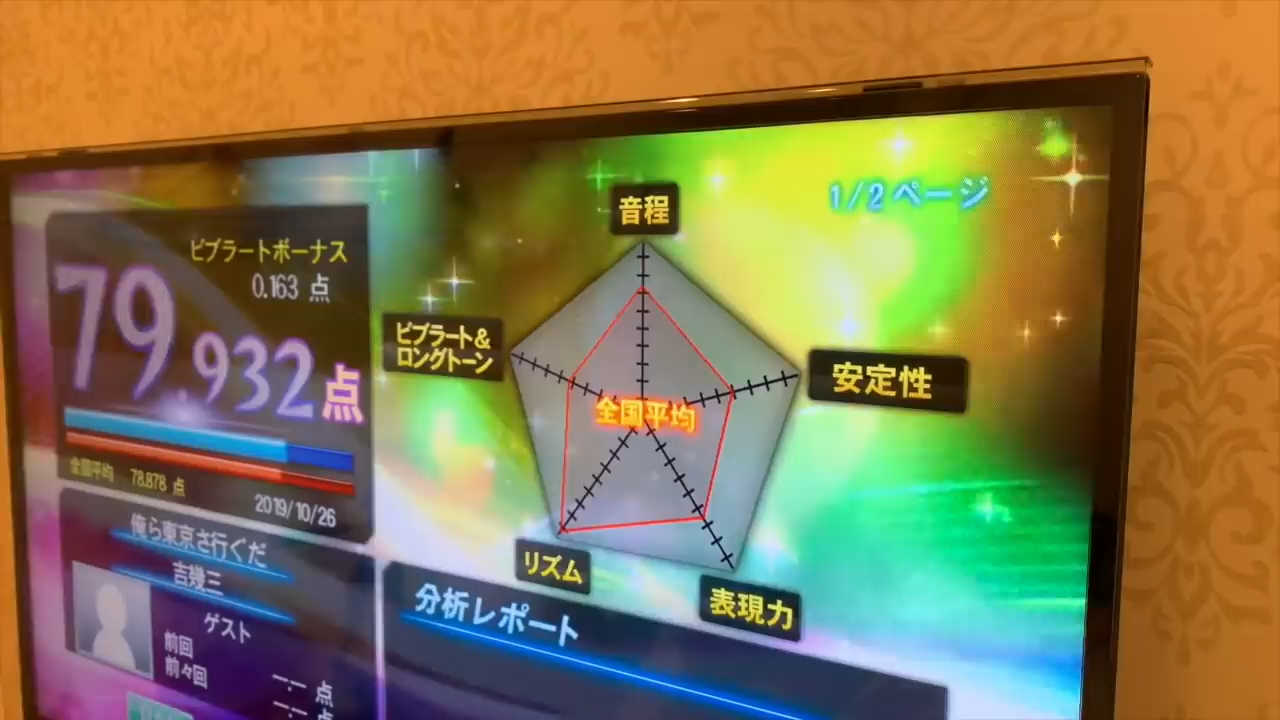 ビブラートボーナス
0.163 点
79.932点
全国平均 78.878 点
2019/10/26
俺ら東京さ行ぐだ
吉幾三
ゲスト
前回 --.-- 点
前々回 --.-- 点
1/2ページ
音程
ビブラート&
ロングトーン
安定性
全国平均
リズム
表現力
分析レポート